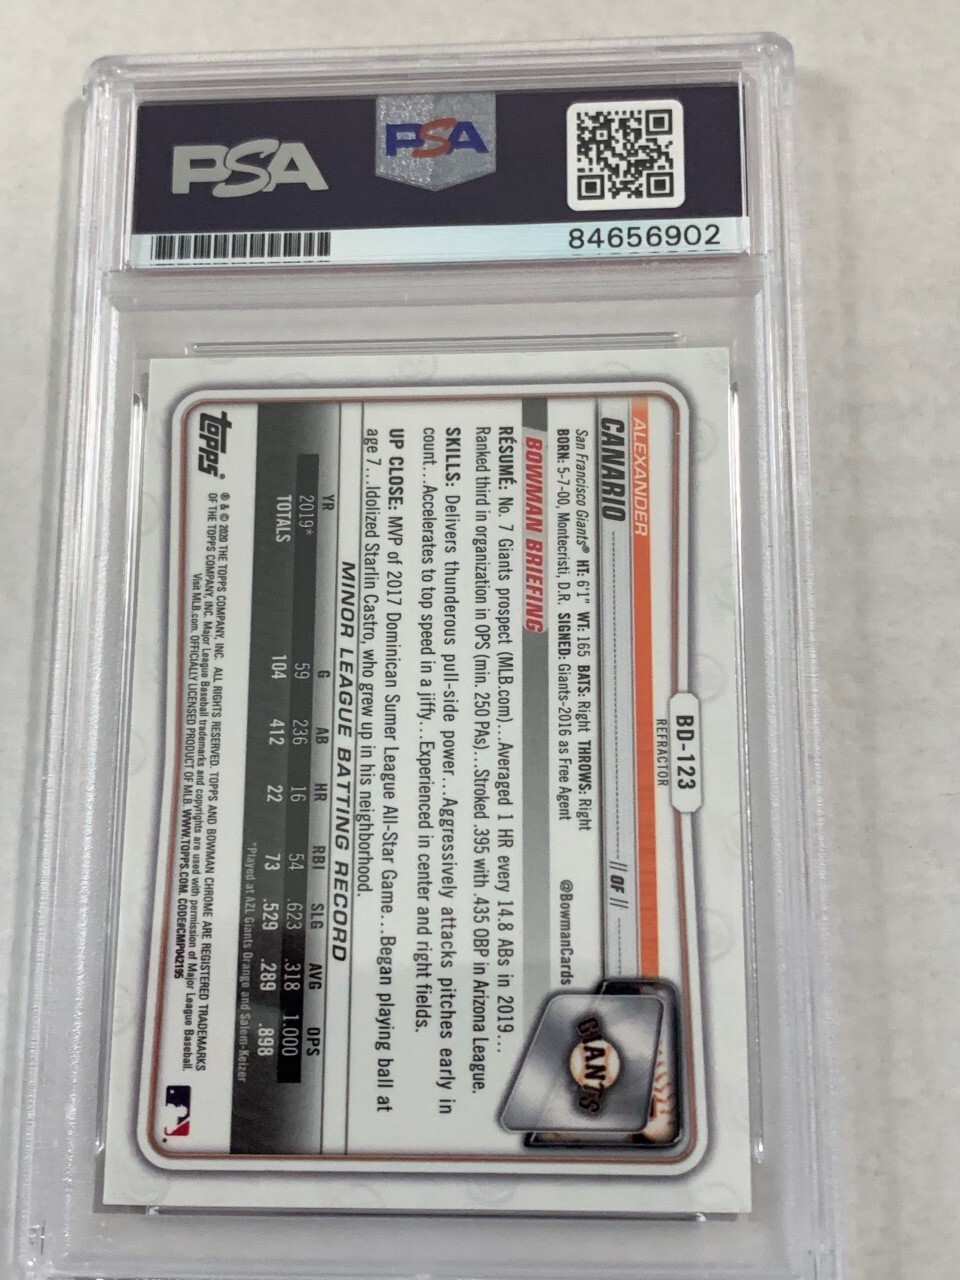 PSA
PSA
84656902
BD-123
REFRACTOR
ALEXANDER
CANARIO
// OF //
San Francisco Giants® HT: 6'1" WT: 165 BATS: Right THROWS: Right
BORN: 5-7-00, Montecristi, D.R. SIGNED: Giants-2016 as Free Agent
@BowmanCards
GIANTS
BOWMAN BRIEFING
RÉSUMÉ: No. 7 Giants prospect (MLB.com)...Averaged 1 HR every 14.8 ABs in 2019...
Ranked third in organization in OPS (min. 250 PAs)...Stroked .395 with .435 OBP in Arizona League.
SKILLS: Delivers thunderous pull-side power...Aggressively attacks pitches early in
count...Accelerates to top speed in a jiffy...Experienced in center and right fields.
UP CLOSE: MVP of 2017 Dominican Sumer League All-Star Game...Began playing ball at
age 7...Idolized Starlin Castro, who grew up in his neighborhood.
MINOR LEAGUE BATTING RECORD
YR G AB HR RBI SLG AVG OPS
2019* 59 236 16 54 .623 .318 1.000
TOTALS 104 412 22 73 .529 .289 .898
*Played at AZL Giants Orange and Salem-Keizer
topps®
® & © 2020 THE TOPPS COMPANY, INC. ALL RIGHTS RESERVED. TOPPS AND BOWMAN CHROME ARE REGISTERED TRADEMARKS
OF THE TOPPS COMPANY, INC. Major League Baseball trademarks and copyrights are used with permission of Major League Baseball.
Visit MLB.com. OFFICIALLY LICENSED PRODUCT OF MLB. WWW.TOPPS.COM. CODE#CMP042195